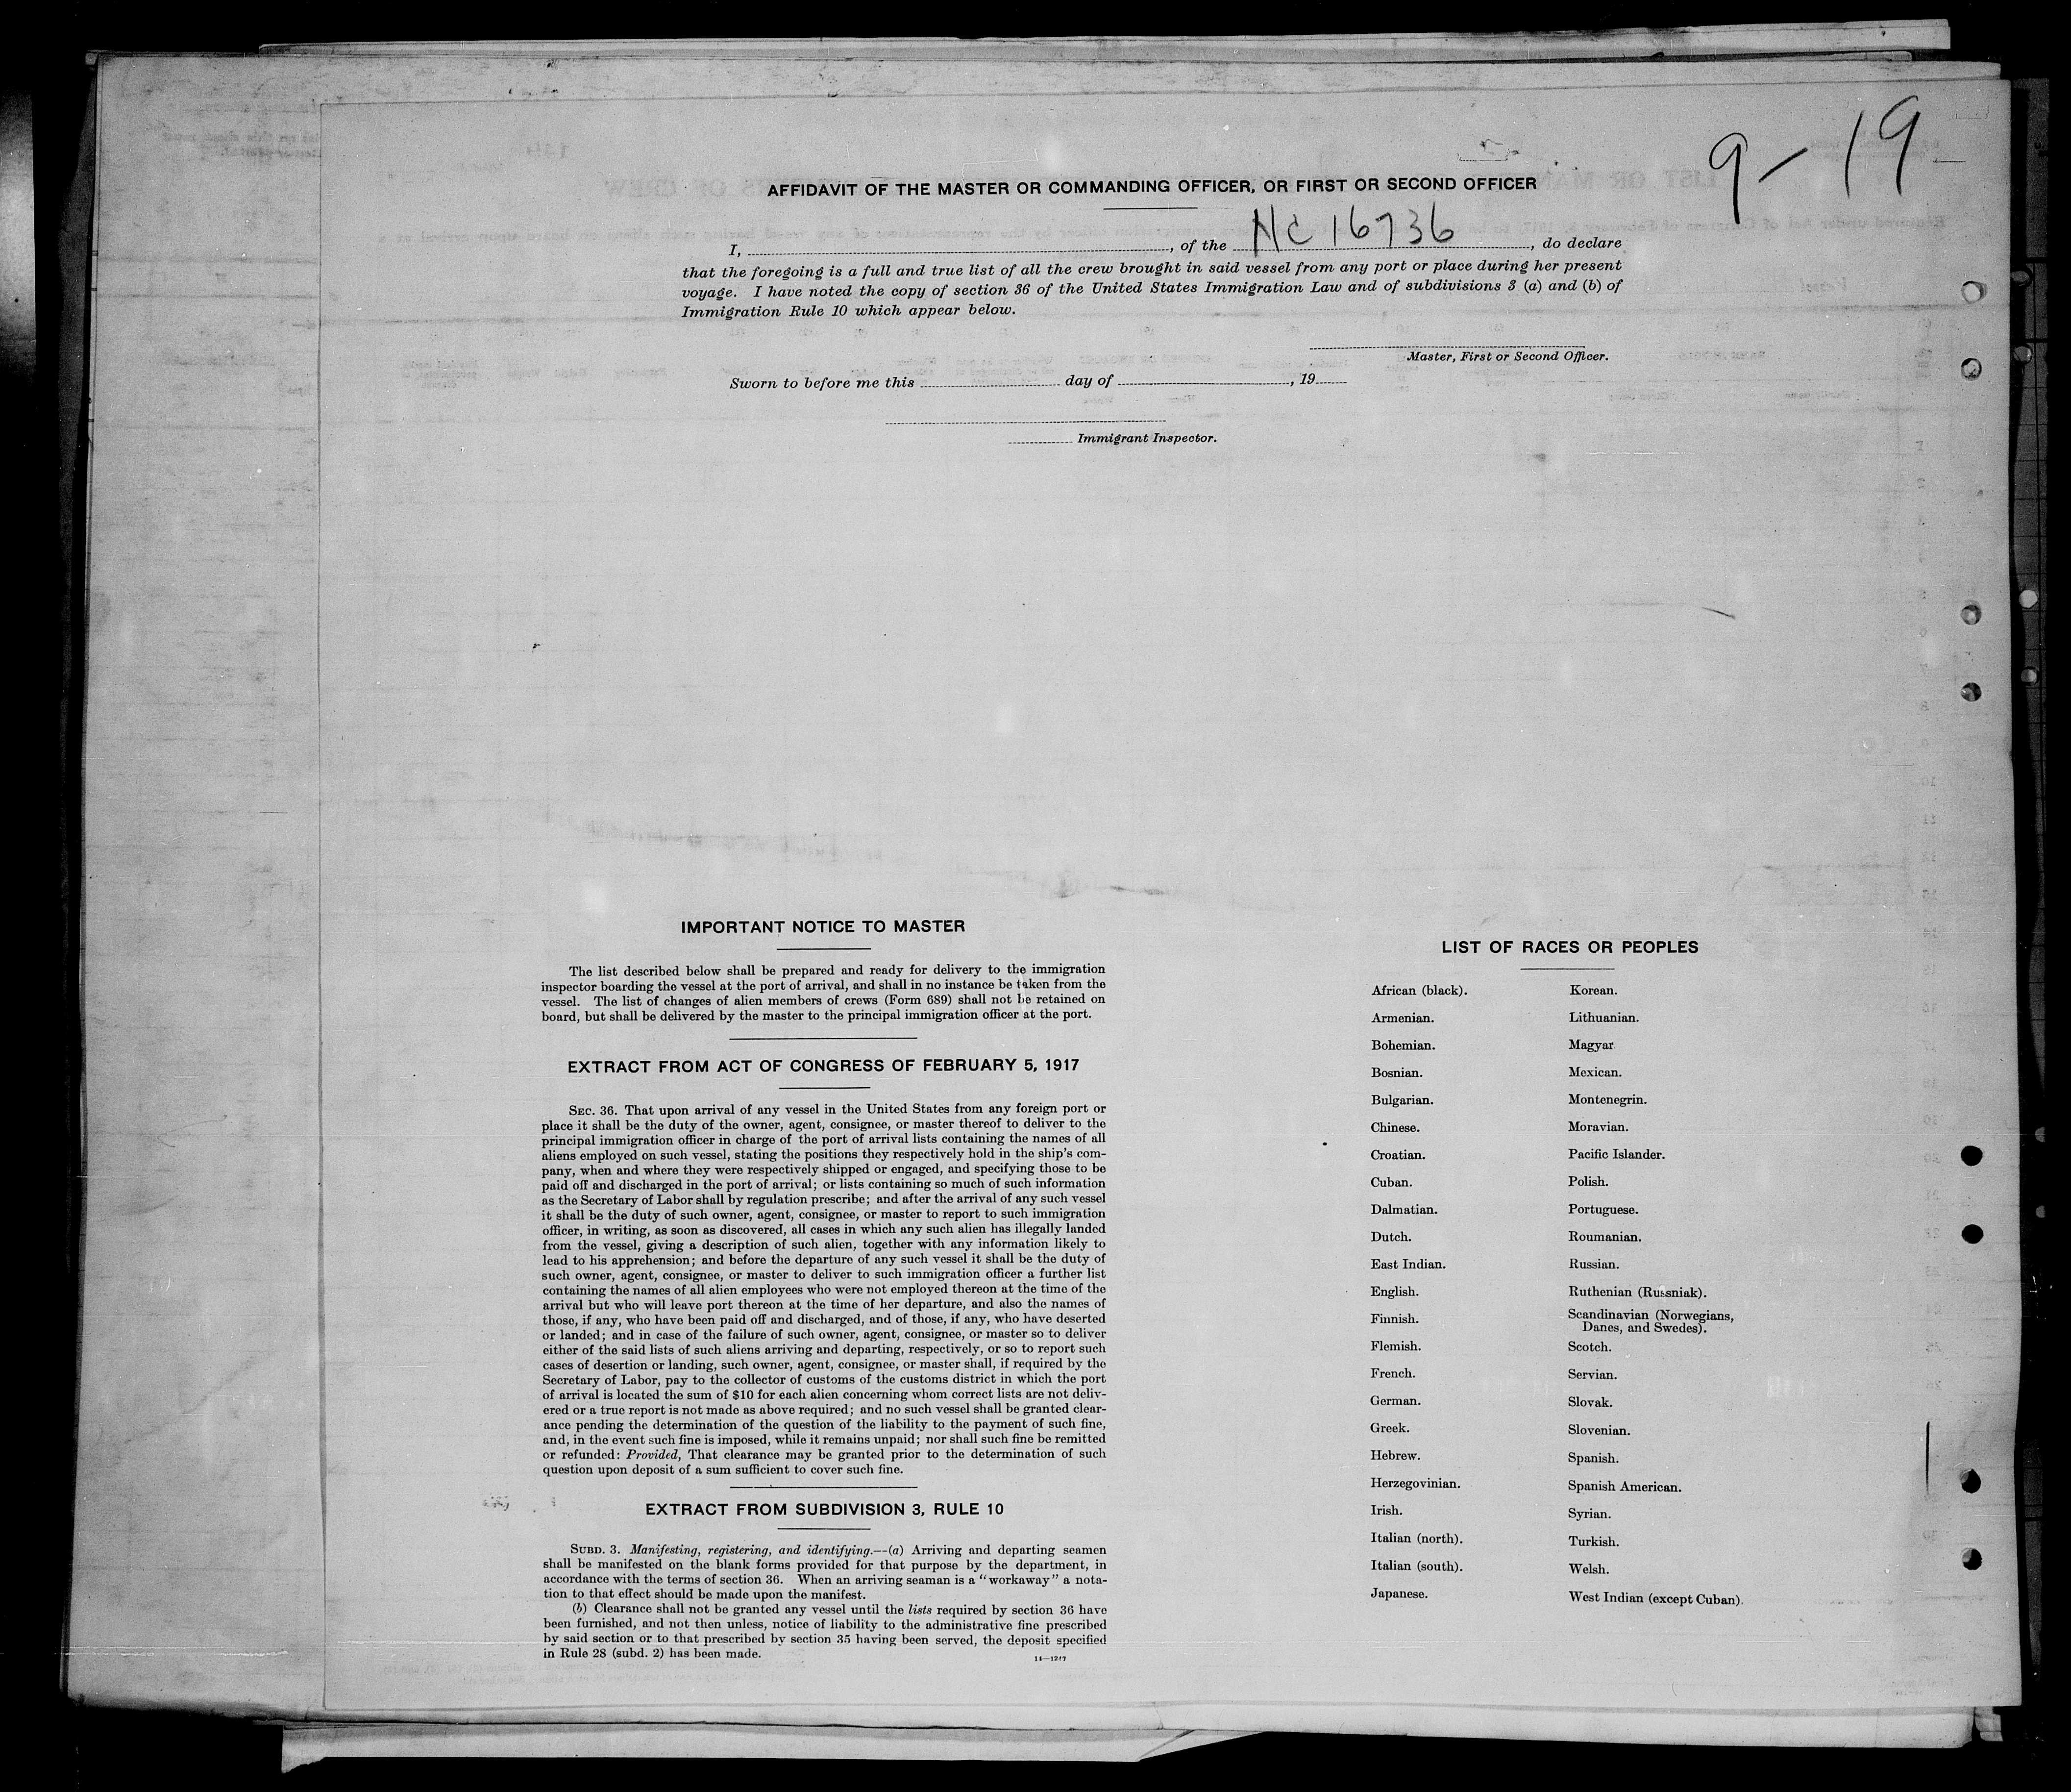 9-19
AFFIDAVIT OF THE MASTER OR COMMANDING OFFICER, OR FIRST OR SECOND OFFICER
I, , of the NC 16736, do declare
that the foregoing is a full and true list of all the crew brought in said vessel from any port or place during her present
voyage. I have noted the copy of section 36 of the United States Immigration Law and of subdivisions 3 (a) and (b) of
Immigration Rule 10 which appear below.
Master, First or Second Officer.
Sworn to before me this day of , 19
Immigrant Inspector.
IMPORTANT NOTICE TO MASTER
The list described below shall be prepared and ready for delivery to the immigration
inspector boarding the vessel at the port of arrival, and shall in no instance be taken from the
vessel. The list of changes of alien members of crews (Form 689) shall not be retained on
board, but shall be delivered by the master to the principal immigration officer at the port.
EXTRACT FROM ACT OF CONGRESS OF FEBRUARY 5, 1917
SEC. 36. That upon arrival of any vessel in the United States from any foreign port or
place it shall be the duty of the owner, agent, consignee, or master thereof to deliver to the
principal immigration officer in charge of the port of arrival lists containing the names of all
aliens employed on such vessel, stating the positions they respectively hold in the ship's com-
pany, when and where they were respectively shipped or engaged, and specifying those to be
paid off and discharged in the port of arrival; or lists containing so much of such information
as the Secretary of Labor shall by regulation prescribe; and after the arrival of any such vessel
it shall be the duty of such owner, agent, consignee, or master to report to such immigration
officer, in writing, as soon as discovered, all cases in which any such alien has illegally landed
from the vessel, giving a description of such alien, together with any information likely to
lead to his apprehension; and before the departure of any such vessel it shall be the duty of
such owner, agent, consignee, or master to deliver to such immigration officer a further list
containing the names of all alien employees who were not employed thereon at the time of the
arrival but who will leave port thereon at the time of her departure, and also the names of
those, if any, who have been paid off and discharged, and of those, if any, who have deserted
or landed; and in case of the failure of such owner, agent, consignee, or master so to deliver
either of the said lists of such aliens arriving and departing, respectively, or so to report such
cases of desertion or landing, such owner, agent, consignee, or master shall, if required by the
Secretary of Labor, pay to the collector of customs of the customs district in which the port
of arrival is located the sum of $10 for each alien concerning whom correct lists are not deliv-
ered or a true report is not made as above required; and no such vessel shall be granted clear-
ance pending the determination of the question of the liability to the payment of such fine,
and, in the event such fine is imposed, while it remains unpaid; nor shall such fine be remitted
or refunded: Provided, That clearance may be granted prior to the determination of such
question upon deposit of a sum sufficient to cover such fine.
EXTRACT FROM SUBDIVISION 3, RULE 10
SUBD. 3. Manifesting, registering, and identifying.--(a) Arriving and departing seamen
shall be manifested on the blank forms provided for that purpose by the department, in
accordance with the terms of section 36. When an arriving seaman is a "workaway" a nota-
tion to that effect should be made upon the manifest.
(b) Clearance shall not be granted any vessel until the lists required by section 36 have
been furnished, and not then unless, notice of liability to the administrative fine prescribed
by said section or to that prescribed by section 35 having been served, the deposit specified
in Rule 28 (subd. 2) has been made.
14—1247
LIST OF RACES OR PEOPLES
African (black).
Armenian.
Bohemian.
Bosnian.
Bulgarian.
Chinese.
Croatian.
Cuban.
Dalmatian.
Dutch.
East Indian.
English.
Finnish.
Flemish.
French.
German.
Greek.
Hebrew.
Herzegovinian.
Irish.
Italian (north).
Italian (south).
Japanese.
Korean.
Lithuanian.
Magyar
Mexican.
Montenegrin.
Moravian.
Pacific Islander.
Polish.
Portuguese.
Roumanian.
Russian.
Ruthenian (Russniak).
Scandinavian (Norwegians,
Danes, and Swedes).
Scotch.
Servian.
Slovak.
Slovenian.
Spanish.
Spanish American.
Syrian.
Turkish.
Welsh.
West Indian (except Cuban).